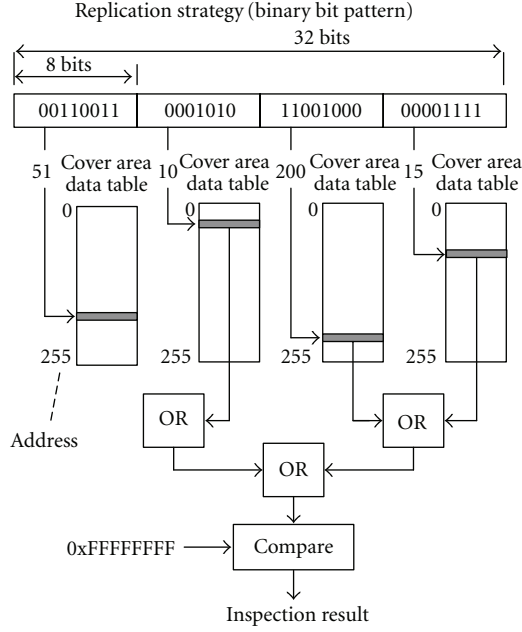 Replication strategy (binary bit pattern)
32 bits
8 bits
00110011 0001010 11001000 00001111
51 Cover area data table
10 Cover area data table
200 Cover area data table
15 Cover area data table
0 0 0 0
255 255 255 255
Address
OR OR
OR
0xFFFFFFFF Compare
Inspection result